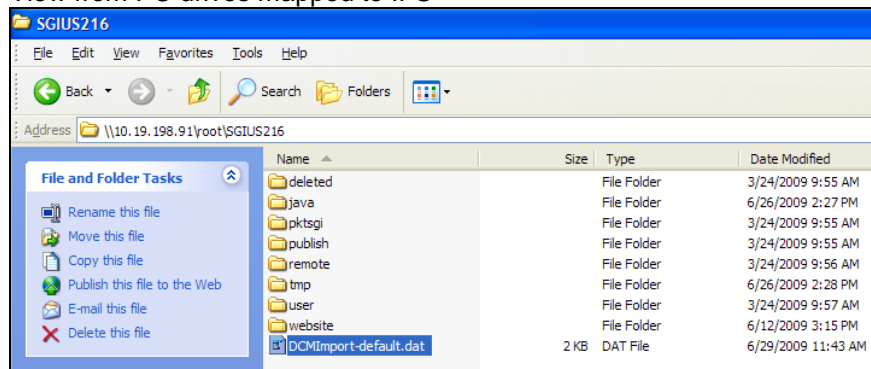 SGIUS216
File Edit View Favorites Tools Help
Back Search Folders
Address \\10.19.198.91\root\SGIUS216
Name Size Type Date Modified
File and Folder Tasks
Rename this file
Move this file
Copy this file
Publish this file to the Web
E-mail this file
Delete this file
deleted File Folder 3/24/2009 9:55 AM
java File Folder 6/26/2009 2:27 PM
pktsgi File Folder 3/24/2009 9:55 AM
publish File Folder 3/24/2009 9:55 AM
remote File Folder 3/24/2009 9:56 AM
tmp File Folder 6/26/2009 2:28 PM
user File Folder 3/24/2009 9:57 AM
website File Folder 6/12/2009 3:15 PM
DCMImport-default.dat 2 KB DAT File 6/29/2009 11:43 AM